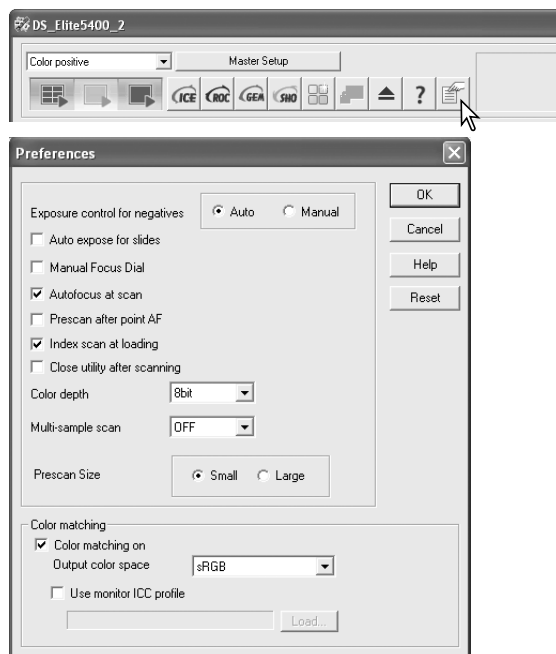 DS_Elite5400_2
Color positive
Master Setup
ICE ROC GEM SHO ?
Preferences
Exposure control for negatives Auto Manual
OK
Auto expose for slides
Cancel
Manual Focus Dial
Help
Autofocus at scan
Reset
Prescan after point AF
Index scan at loading
Close utility after scanning
Color depth 8bit
Multi-sample scan OFF
Prescan Size Small Large
Color matching
Color matching on
Output color space sRGB
Use monitor ICC profile
Load...